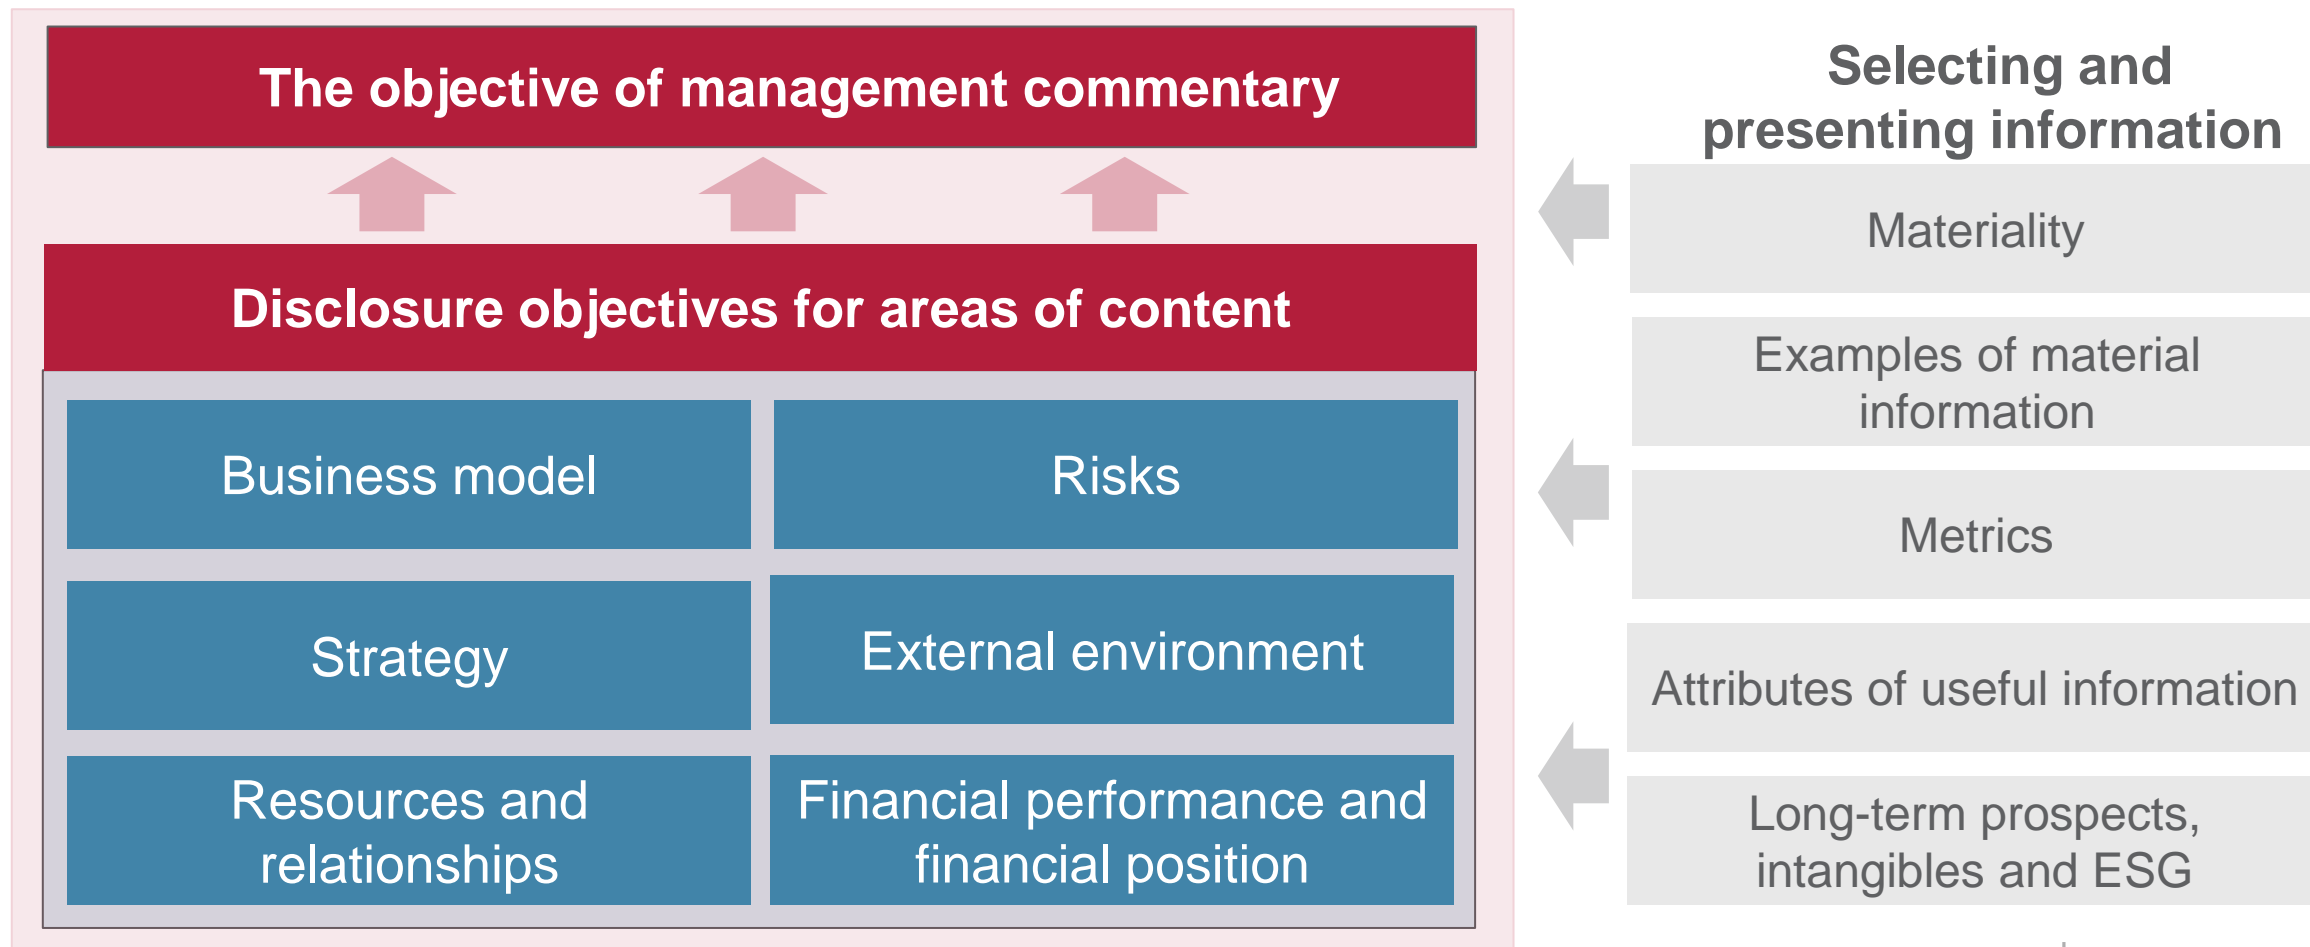 The objective of management commentary
Disclosure objectives for areas of content
Business model
Risks
Strategy
External environment
Resources and
relationships
Financial performance and
financial position
Selecting and
presenting information
Materiality
Examples of material
information
Metrics
Attributes of useful information
Long-term prospects,
intangibles and ESG